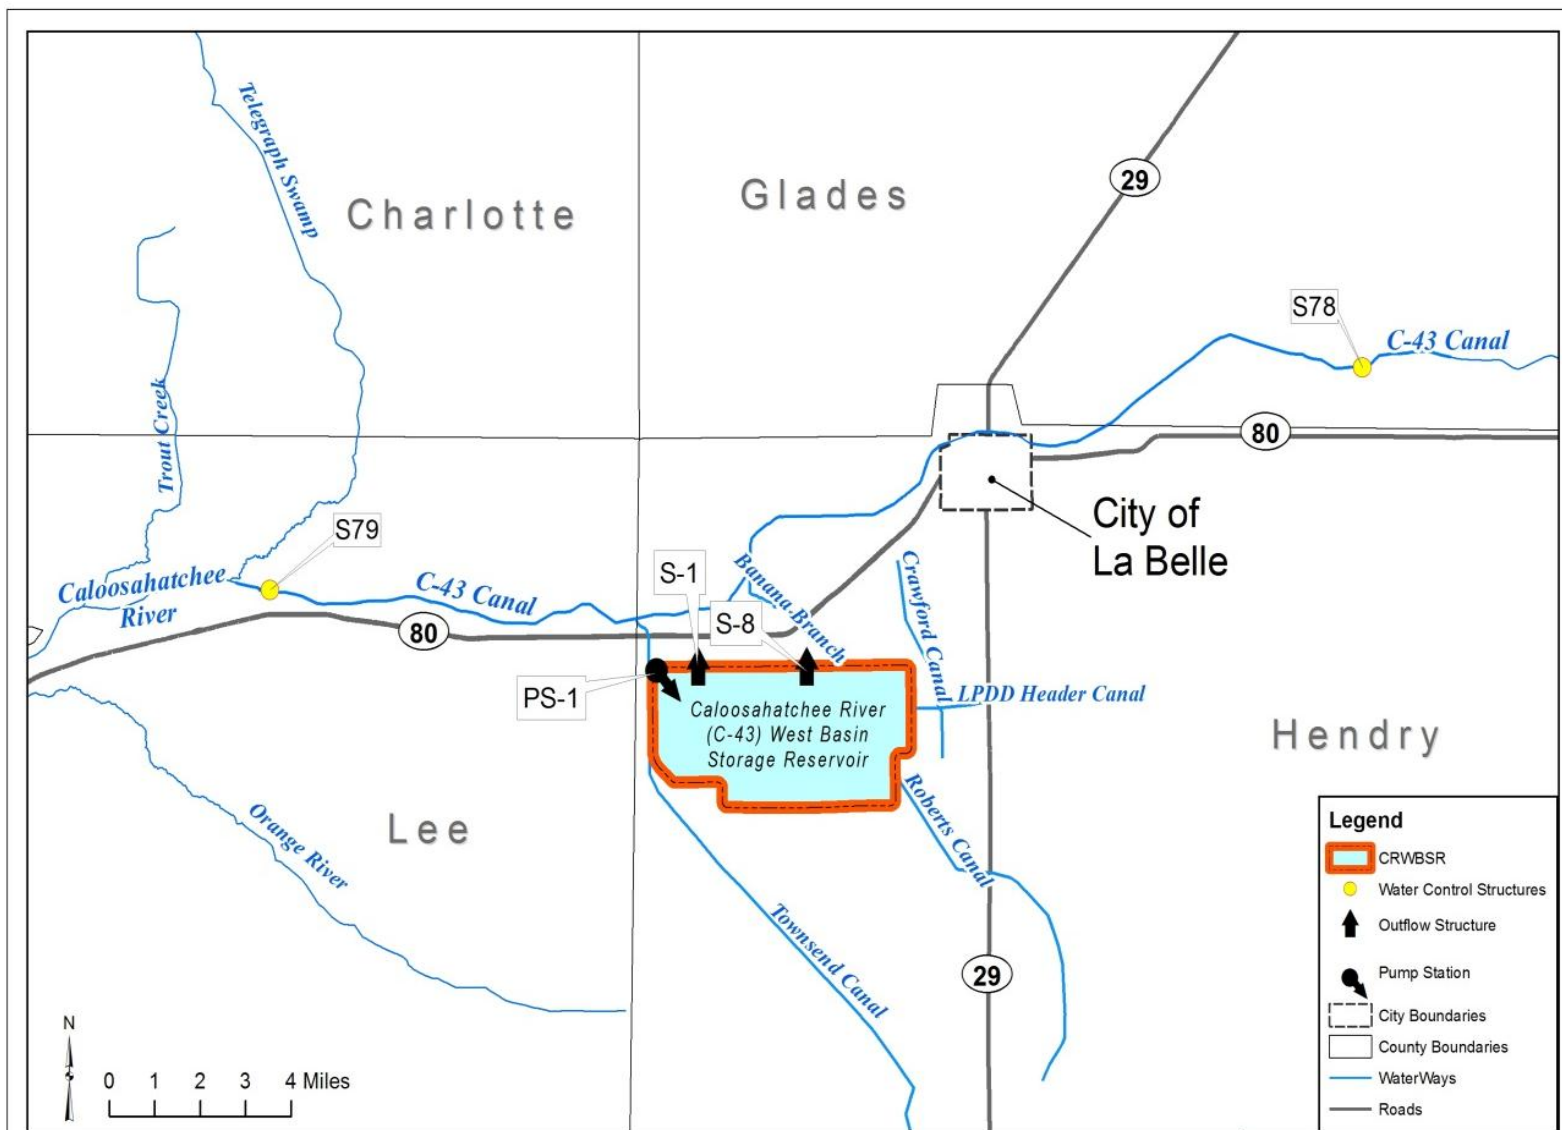 Telegraph Swamp
Charlotte
Glades
29
S78
C-43 Canal
Trout Creek
80
City of
La Belle
S79
Caloosahatchee
River
C-43 Canal
80
S-1
Banana Branch
S-8
Crawford Canal
PS-1
LPDD Header Canal
Caloosahatchee River
(C-43) West Basin
Storage Reservoir
Hendry
Lee
Orange River
Roberts Canal
Townsend Canal
29
N
S
0 1 2 3 4 Miles
Legend
CRWBSR
Water Control Structures
Outflow Structure
Pump Station
City Boundaries
County Boundaries
WaterWays
Roads